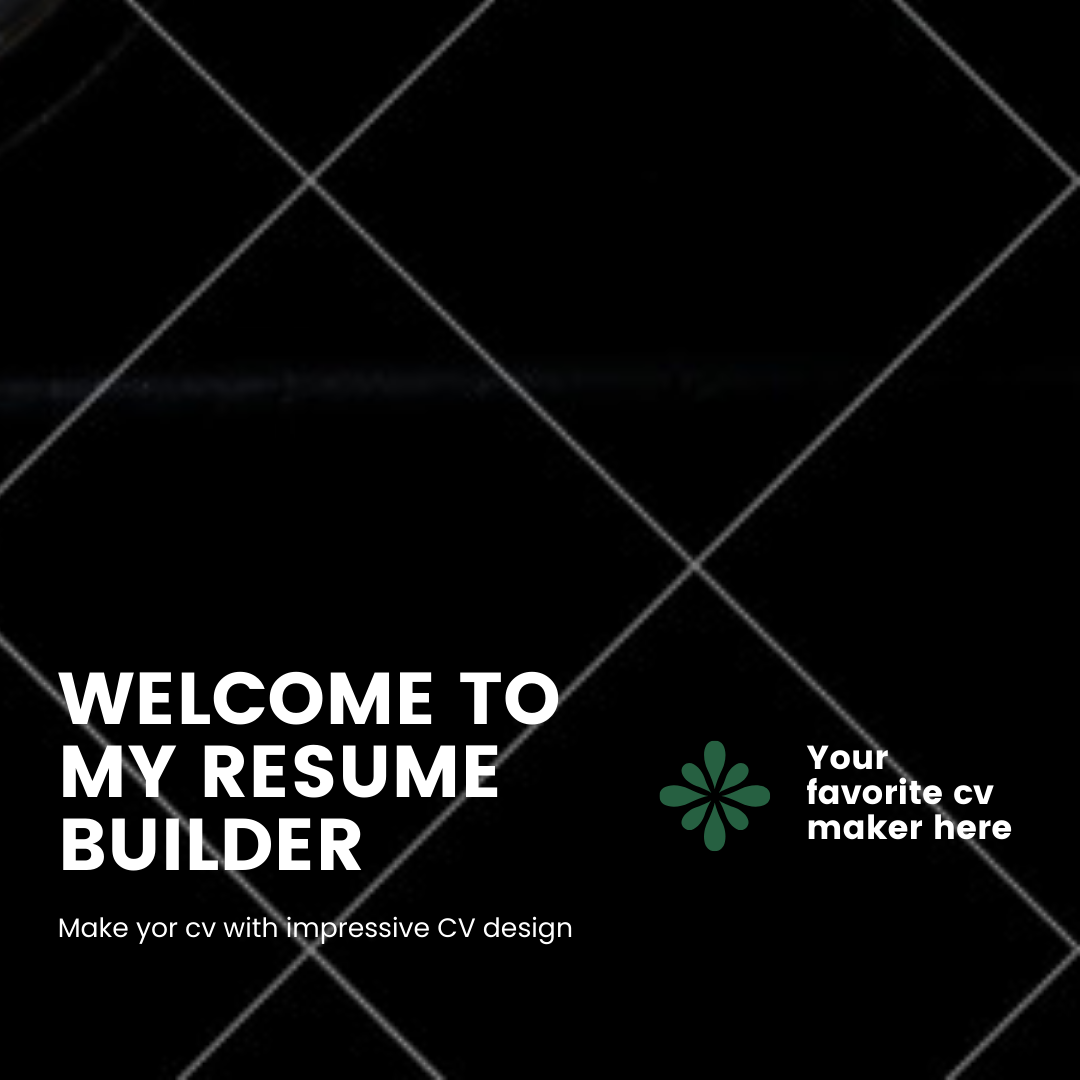 WELCOME TO
MY RESUME
BUILDER
Make yor cv with impressive CV design
Your
favorite cv
maker here